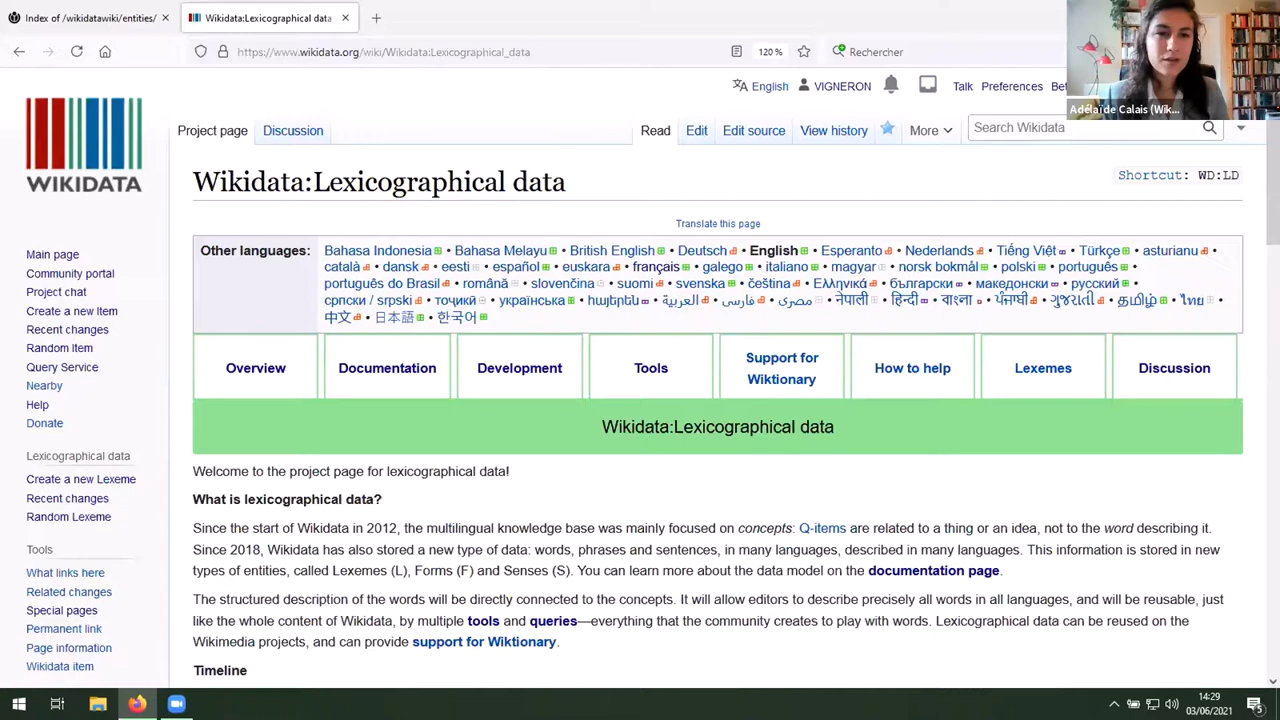 Index of /wikidatawiki/entities/
Wikidata:Lexicographical data
https://www.wikidata.org/wiki/Wikidata:Lexicographical_data
120 %
Rechercher
Adélaïde Calais (Wik...
English
VIGNERON
Talk
Preferences
Bet
Project page
Discussion
Read
Edit
Edit source
View history
More
Search Wikidata
WIKIDATA
Wikidata:Lexicographical data
Shortcut: WD:LD
Translate this page
Other languages:
Bahasa Indonesia • Bahasa Melayu • British English • Deutsch • English • Esperanto • Nederlands • Tiếng Việt • Türkçe • asturianu •
català • dansk • eesti • español • euskara • français • galego • italiano • magyar • norsk bokmål • polski • português •
português do Brasil • română • slovenčina • suomi • svenska • čeština • Ελληνικά • български • македонски • русский •
српски / srpski • тоҷикӣ • українська • հայերեն • العربية • فارسی • مصرى • नेपाली • हिन्दी • বাংলা • ਪੰਜਾਬੀ • ગુજરાતી • தமிழ் • ไทย •
中文 • 日本語 • 한국어
Overview
Documentation
Development
Tools
Support for
Wiktionary
How to help
Lexemes
Discussion
Wikidata:Lexicographical data
Welcome to the project page for lexicographical data!
What is lexicographical data?
Since the start of Wikidata in 2012, the multilingual knowledge base was mainly focused on concepts: Q-items are related to a thing or an idea, not to the word describing it.
Since 2018, Wikidata has also stored a new type of data: words, phrases and sentences, in many languages, described in many languages. This information is stored in new
types of entities, called Lexemes (L), Forms (F) and Senses (S). You can learn more about the data model on the documentation page.
The structured description of the words will be directly connected to the concepts. It will allow editors to describe precisely all words in all languages, and will be reusable, just
like the whole content of Wikidata, by multiple tools and queries—everything that the community creates to play with words. Lexicographical data can be reused on the
Wikimedia projects, and can provide support for Wiktionary.
Timeline
Main page
Community portal
Project chat
Create a new Item
Recent changes
Random Item
Query Service
Nearby
Help
Donate
Lexicographical data
Create a new Lexeme
Recent changes
Random Lexeme
Tools
What links here
Related changes
Special pages
Permanent link
Page information
Wikidata item
14:29
03/06/2021
5